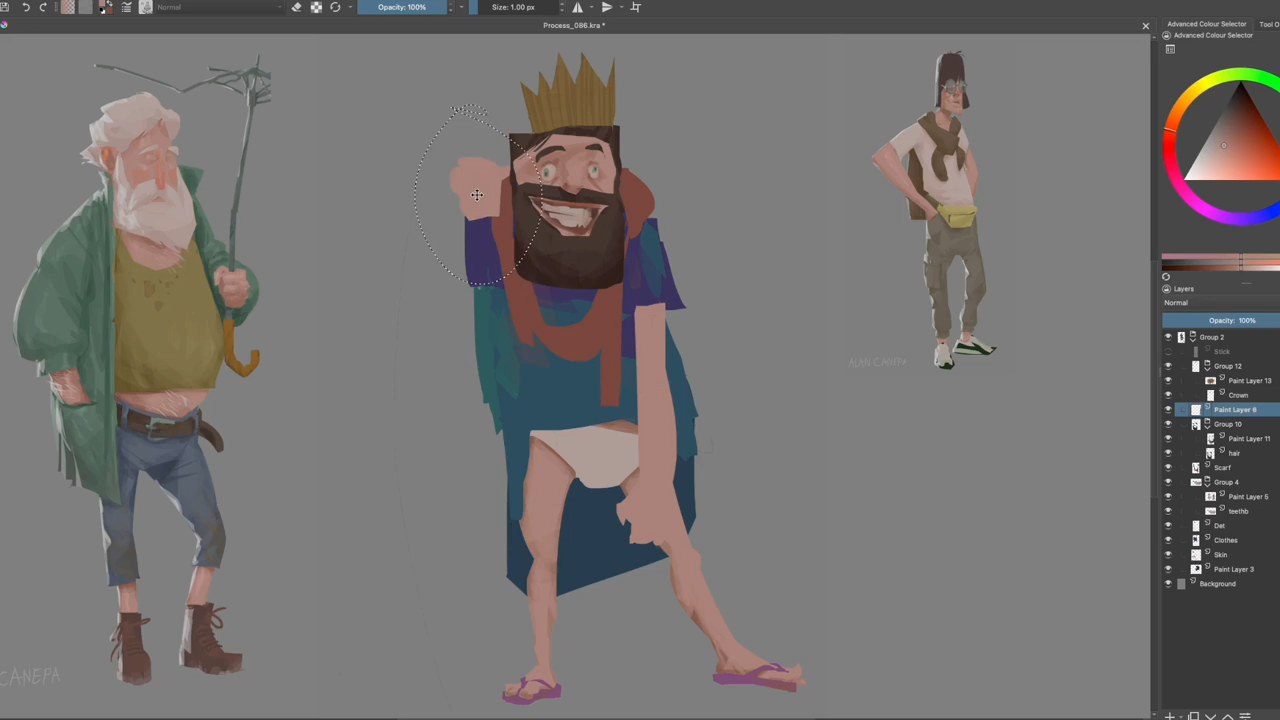 Normal
Opacity: 100%
Size: 1.00 px
Process_086.kra *
Advanced Colour Selector
Tool O
Advanced Colour Selector
Layers
Normal
Opacity: 100%
Group 2
Stick
Group 12
Paint Layer 13
Crown
Paint Layer 6
Group 10
Paint Layer 11
hair
Scarf
Group 4
Paint Layer 5
teethb
Det
Clothes
Skin
Paint Layer 3
Background
ALAN CANEPA
CANEPA